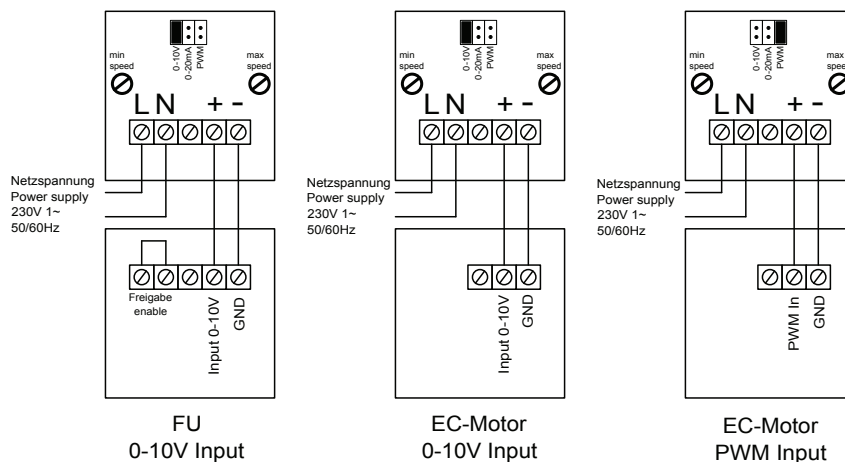 0-10V
0-20mA
PWM
min
speed
max
speed
L N + -
Netzspannung
Power supply
230V 1~
50/60Hz
Freigabe
enable
Input 0-10V
GND
FU
0-10V Input
0-10V
0-20mA
PWM
min
speed
max
speed
L N + -
Netzspannung
Power supply
230V 1~
50/60Hz
Input 0-10V
GND
EC-Motor
0-10V Input
0-10V
0-20mA
PWM
min
speed
max
speed
L N + -
Netzspannung
Power supply
230V 1~
50/60Hz
PWM In
GND
EC-Motor
PWM Input